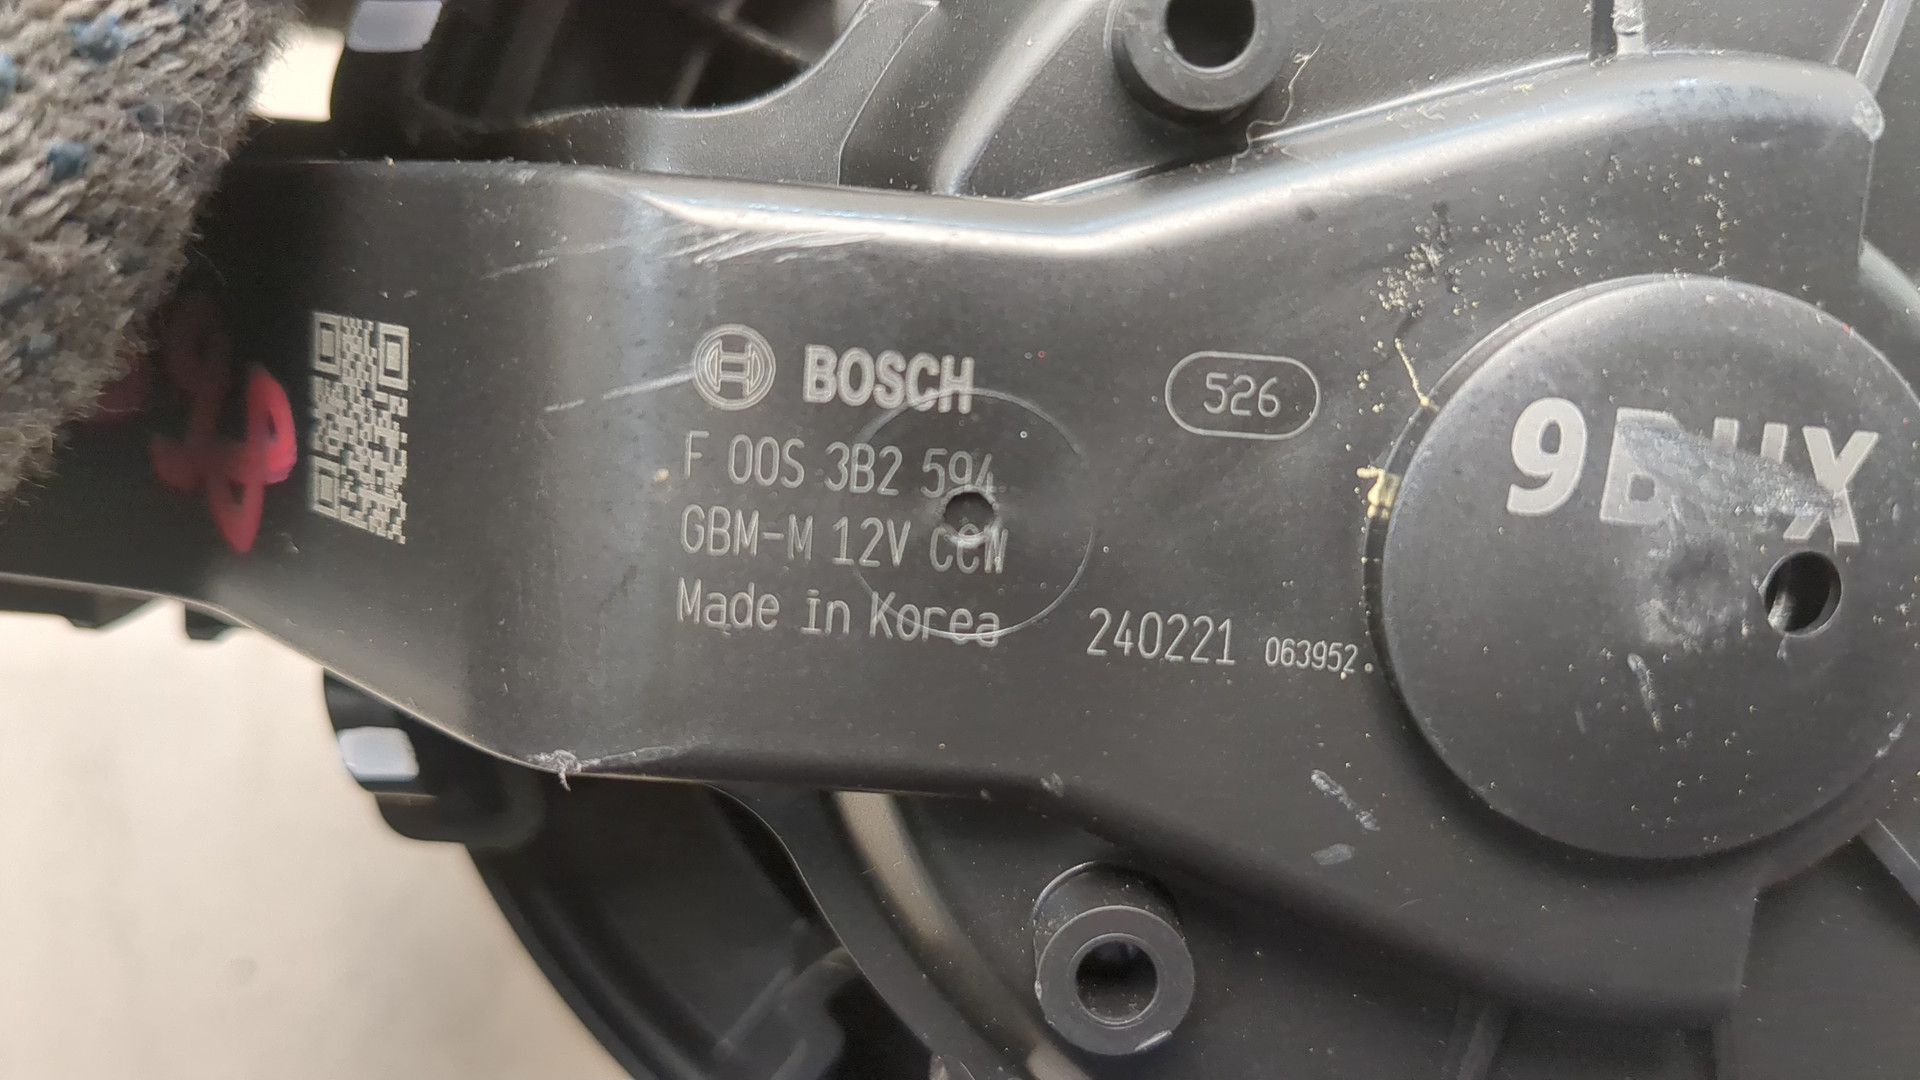 BOSCH
526
F 00S 3B2 594
GBM-M 12V CCW
Made in Korea
240221 063952.